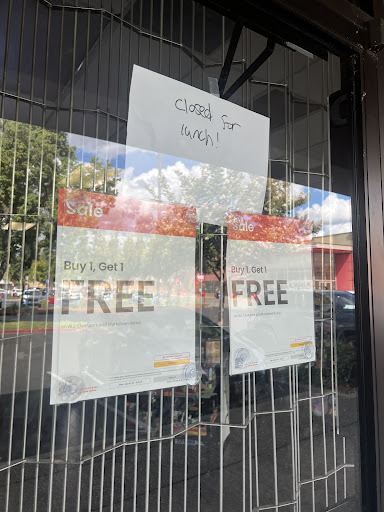 closed for
lunch!
Sale
Buy 1, Get 1
FREE
Sale
Buy 1, Get 1
FREE